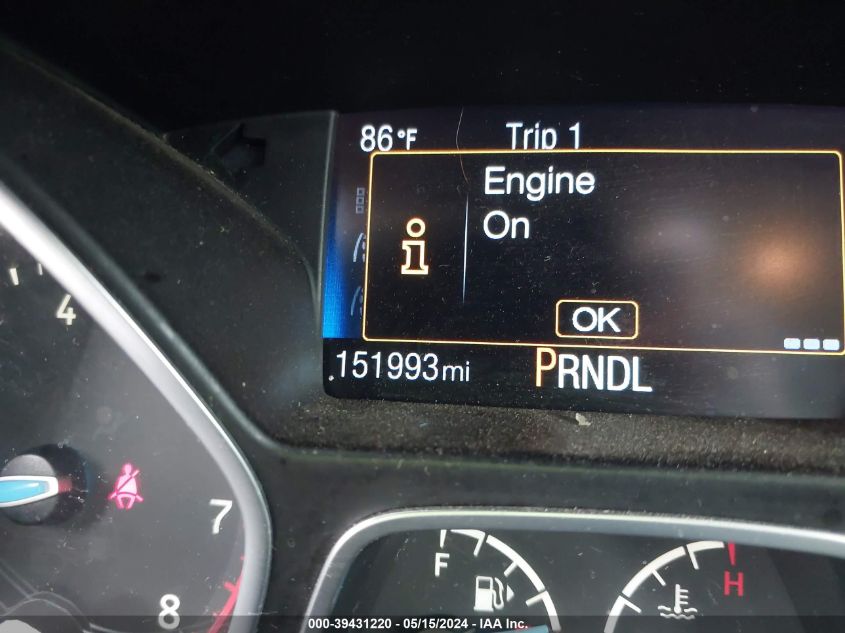 86°F Trip 1
Engine
On
OK
151993mi PRNDL
4
7
8
F
H
000-39431220 - 05/15/2024 - IAA Inc.